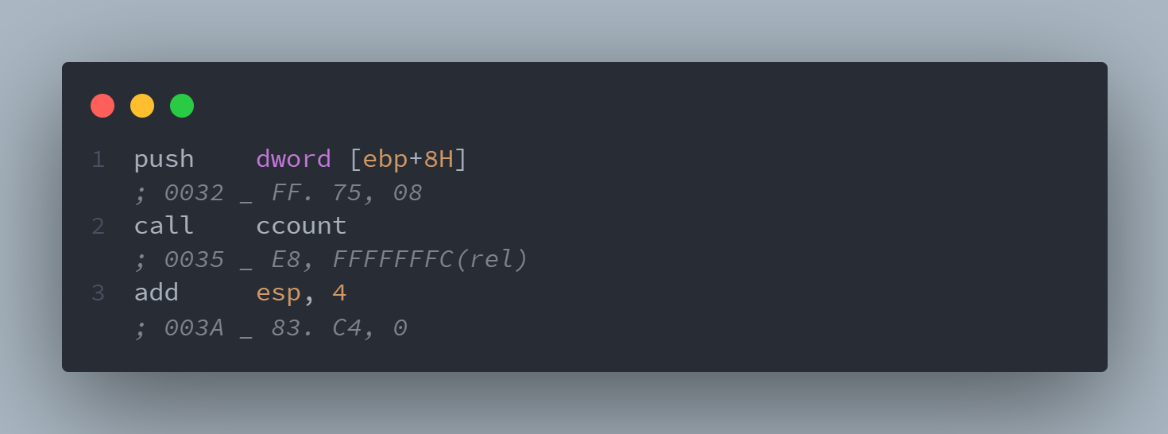 1 push    dword [ebp+8H]
; 0032 _ FF. 75, 08
2 call    ccount
; 0035 _ E8, FFFFFFFC(rel)
3 add     esp, 4
; 003A _ 83. C4, 0